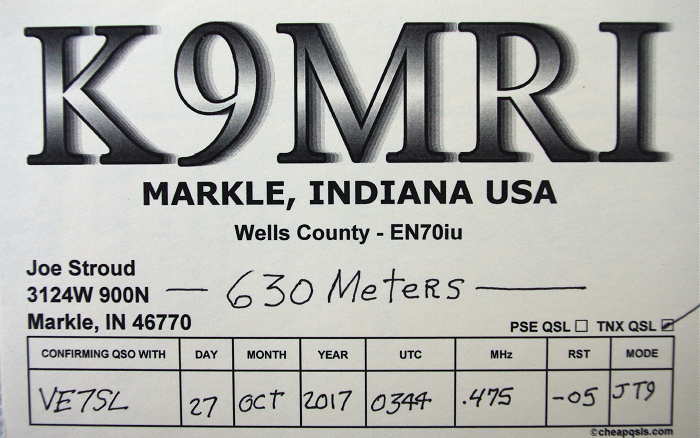 K9MRI
MARKLE, INDIANA USA
Wells County - EN70iu
Joe Stroud
3124W 900N
Markle, IN 46770
— 630 Meters —
PSE QSL ☐ TNX QSL ☑
CONFIRMING QSO WITH DAY MONTH YEAR UTC MHz RST MODE
VE7SL 27 OCT 2017 0344 .475 -05 JT9
©cheapqsls.com